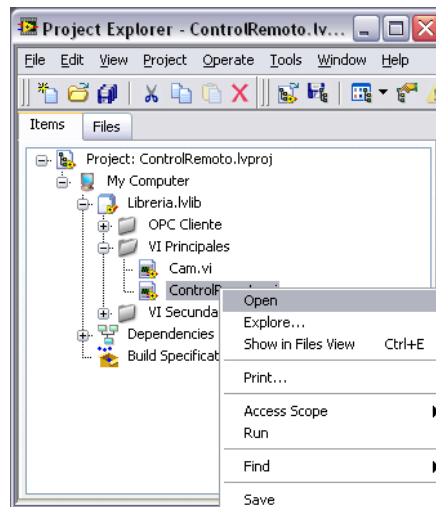 Project Explorer - ControlRemoto.lv...
File Edit View Project Operate Tools Window Help
Items Files
Project: ControlRemoto.lvproj
My Computer
Libreria.lvlib
OPC Cliente
VI Principales
Cam.vi
VI Secunda
Dependencies
Build Specificat
Open
Explore...
Show in Files View Ctrl+E
Print...
Access Scope
Run
Find
Save